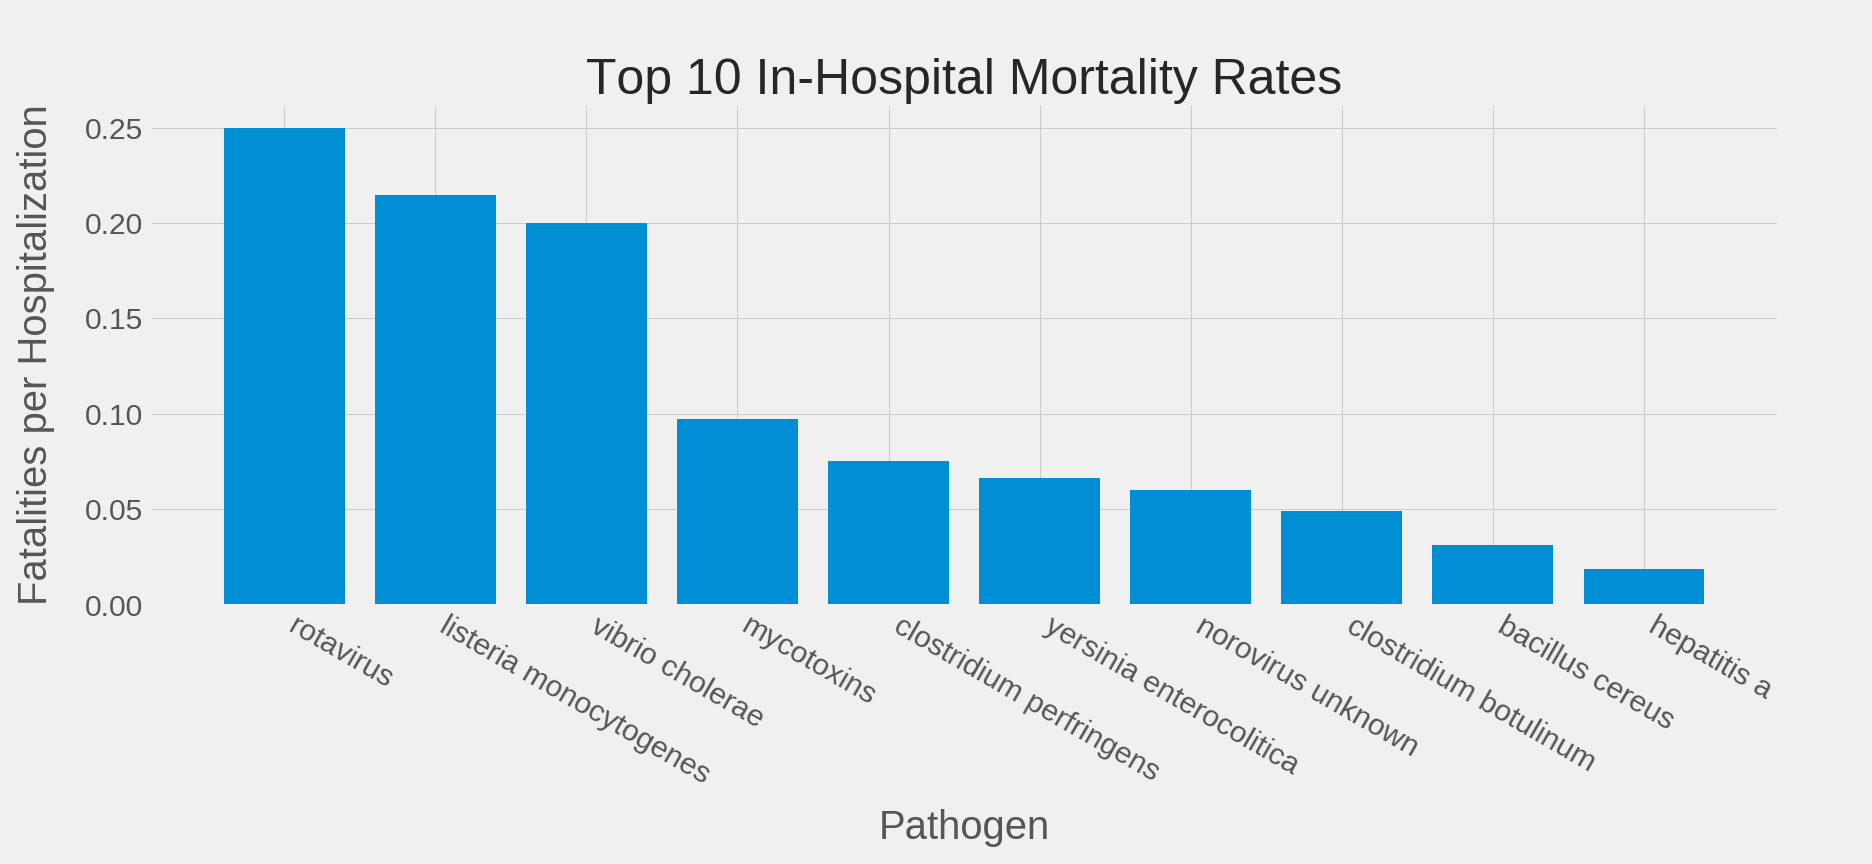 Top 10 In-Hospital Mortality Rates
Fatalities per Hospitalization
0.25
0.20
0.15
0.10
0.05
0.00
rotavirus
listeria monocytogenes
vibrio cholerae
mycotoxins
clostridium perfringens
yersinia enterocolitica
norovirus unknown
clostridium botulinum
bacillus cereus
hepatitis a
Pathogen